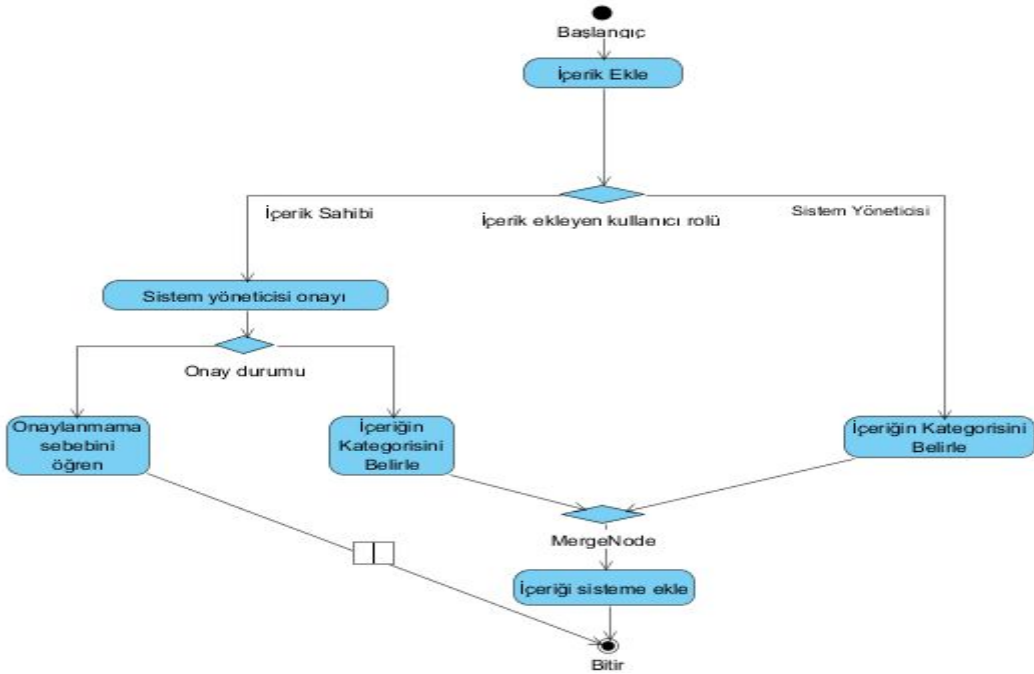 Başlangıç
İçerik Ekle
İçerik Sahibi
İçerik ekleyen kullanıcı rolü
Sistem Yöneticisi
Sistem yöneticisi onayı
Onay durumu
Onaylanmama
sebebini
öğren
İçeriğin
Kategorisini
Belirle
İçeriğin Kategorisini
Belirle
MergeNode
İçeriği sisteme ekle
Bitir